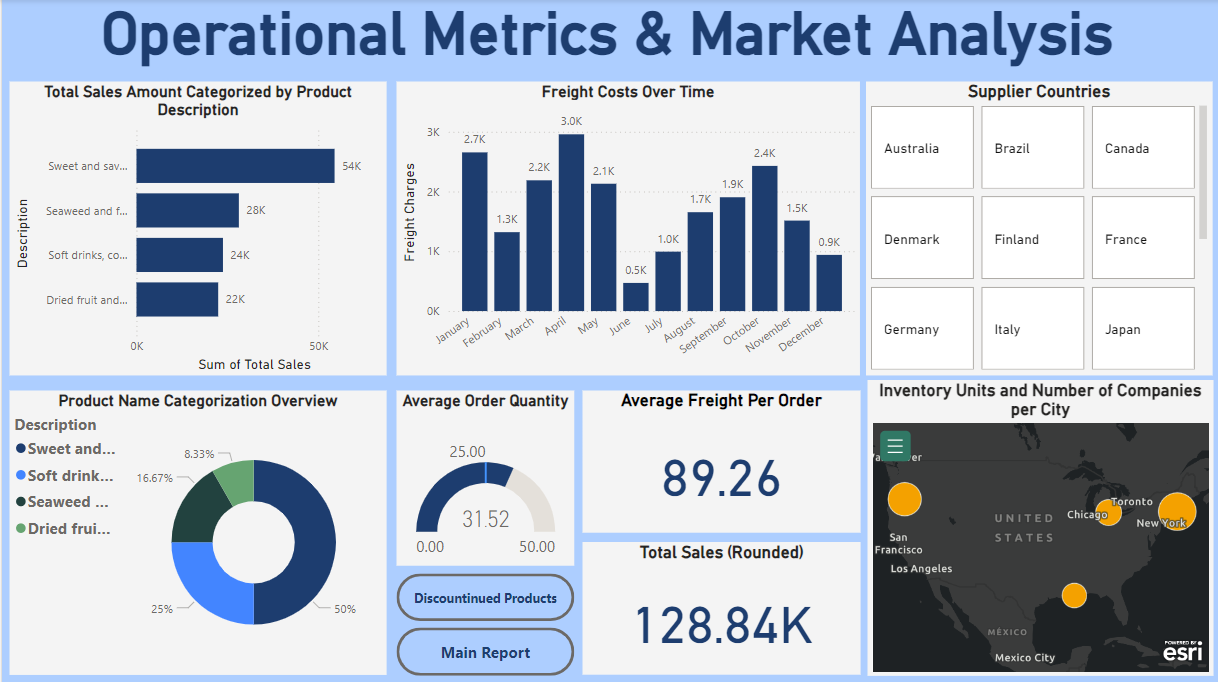 Operational Metrics & Market Analysis
Total Sales Amount Categorized by Product
Description
Description
Sweet and sav...
54K
Seaweed and f...
28K
Soft drinks, co...
24K
Dried fruit and...
22K
0K
50K
Sum of Total Sales
Freight Costs Over Time
Freight Charges
3K
2K
1K
0K
2.7K
1.3K
2.2K
3.0K
2.1K
0.5K
1.0K
1.7K
1.9K
2.4K
1.5K
0.9K
January
February
March
April
May
June
July
August
September
October
November
December
Supplier Countries
Australia
Brazil
Canada
Denmark
Finland
France
Germany
Italy
Japan
Product Name Categorization Overview
Description
Sweet and...
Soft drink...
Seaweed ...
Dried frui...
8.33%
16.67%
25%
50%
Average Order Quantity
25.00
31.52
0.00
50.00
Discountinued Products
Main Report
Average Freight Per Order
89.26
Total Sales (Rounded)
128.84K
Inventory Units and Number of Companies
per City
Toronto
Chicago
New York
UNITED
STATES
San
Francisco
Los Angeles
MÉXICO
Mexico City
POWERED BY
esri